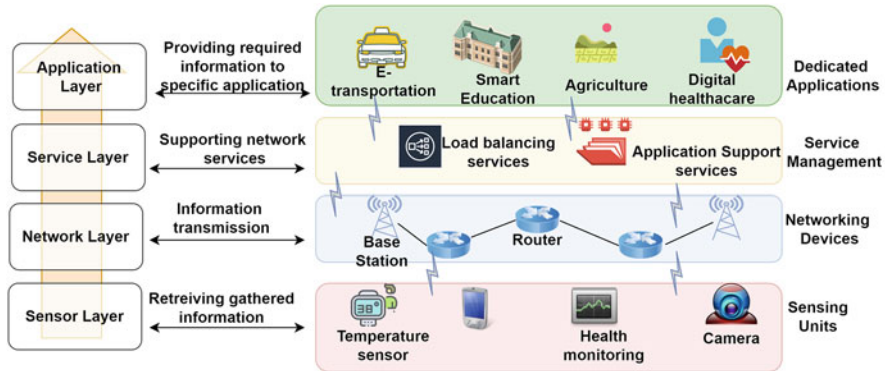 Application
Layer
Providing required
information to
specific application
E-
transportation
Smart
Education
Agriculture
Digital
healthacare
Dedicated
Applications
Service Layer
Supporting network
services
Load balancing
services
Application Support
services
Service
Management
Network Layer
Information
transmission
Base
Station
Router
Networking
Devices
Sensor Layer
Retreiving gathered
information
38°
Temperature
sensor
Health
monitoring
Camera
Sensing
Units